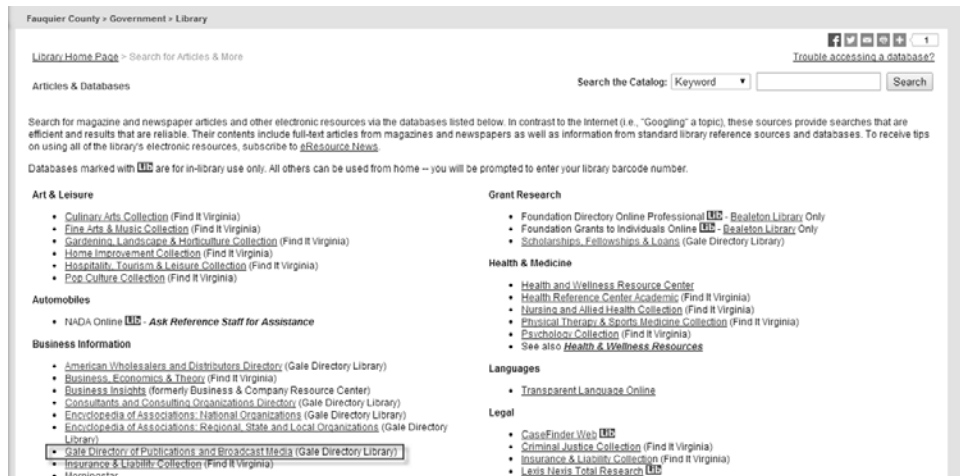 Fauquier County > Government > Library
1
Library Home Page > Search for Articles & More
Trouble accessing a database?
Articles & Databases
Search the Catalog: Keyword Search
Search for magazine and newspaper articles and other electronic resources via the databases listed below. In contrast to the Internet (i.e., "Googling" a topic), these sources provide searches that are
efficient and results that are reliable. Their contents include full-text articles from magazines and newspapers as well as information from standard library reference sources and databases. To receive tips
on using all of the library's electronic resources, subscribe to eResource News.
Databases marked with Lib are for in-library use only. All others can be used from home -- you will be prompted to enter your library barcode number.
Art & Leisure
• Culinary Arts Collection (Find It Virginia)
• Fine Arts & Music Collection (Find It Virginia)
• Gardening, Landscape & Horticulture Collection (Find It Virginia)
• Home Improvement Collection (Find It Virginia)
• Hospitality, Tourism & Leisure Collection (Find It Virginia)
• Pop Culture Collection (Find It Virginia)
Automobiles
• NADA Online Lib - Ask Reference Staff for Assistance
Business Information
• American Wholesalers and Distributors Directory (Gale Directory Library)
• Business, Economics & Theory (Find It Virginia)
• Business Insights (formerly Business & Company Resource Center)
• Consultants and Consulting Organizations Directory (Gale Directory Library)
• Encyclopedia of Associations: National Organizations (Gale Directory Library)
• Encyclopedia of Associations: Regional, State and Local Organizations (Gale Directory
Library)
• Gale Directory of Publications and Broadcast Media (Gale Directory Library)
• Insurance & Liability Collection (Find It Virginia)
• Morningstar
Grant Research
• Foundation Directory Online Professional Lib - Bealeton Library Only
• Foundation Grants to Individuals Online Lib - Bealeton Library Only
• Scholarships, Fellowships & Loans (Gale Directory Library)
Health & Medicine
• Health and Wellness Resource Center
• Health Reference Center Academic (Find It Virginia)
• Nursing and Allied Health Collection (Find It Virginia)
• Physical Therapy & Sports Medicine Collection (Find It Virginia)
• Psychology Collection (Find It Virginia)
• See also Health & Wellness Resources
Languages
• Transparent Language Online
Legal
• CaseFinder Web Lib
• Criminal Justice Collection (Find It Virginia)
• Insurance & Liability Collection (Find It Virginia)
• Lexis Nexis Total Research Lib